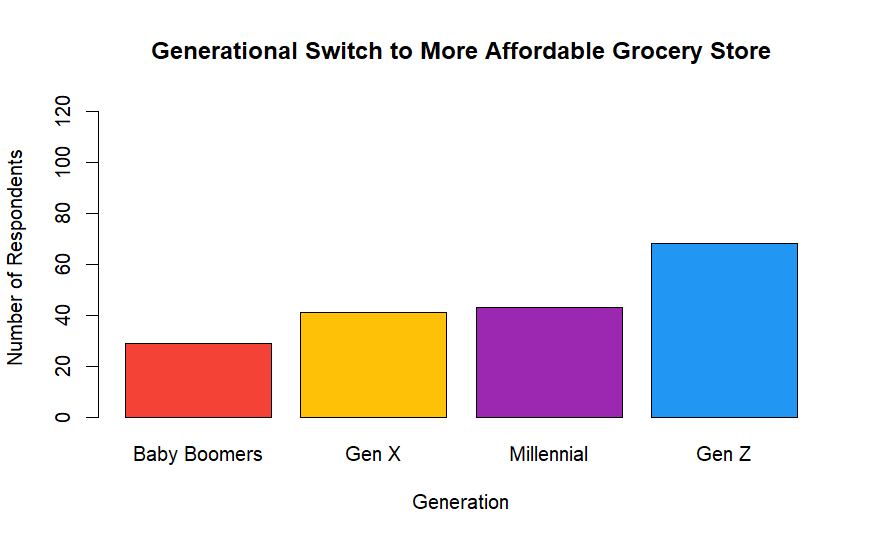 Generational Switch to More Affordable Grocery Store
Number of Respondents
120
100
80
60
40
20
0
Baby Boomers Gen X Millennial Gen Z
Generation